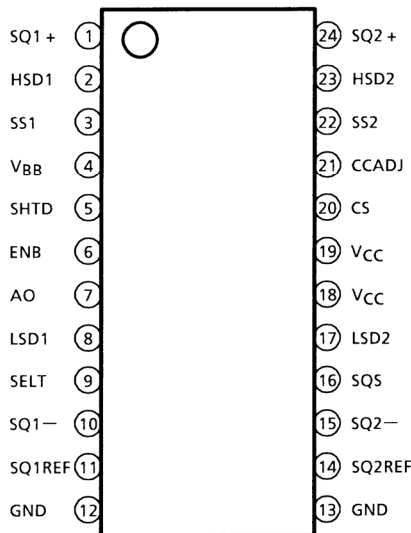 SQ1+ 1 24 SQ2+
HSD1 2 23 HSD2
SS1 3 22 SS2
VBB 4 21 CCADJ
SHTD 5 20 CS
ENB 6 19 VCC
AO 7 18 VCC
LSD1 8 17 LSD2
SELT 9 16 SQS
SQ1− 10 15 SQ2−
SQ1REF 11 14 SQ2REF
GND 12 13 GND